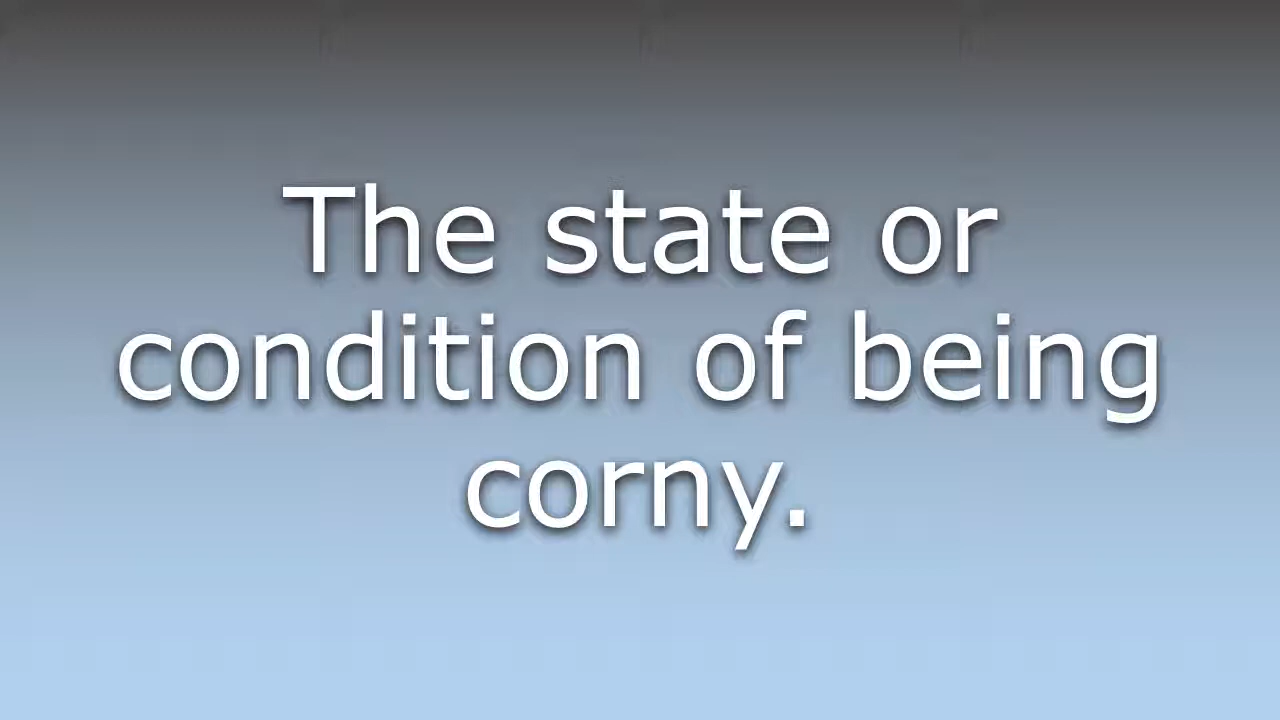 The state or
condition of being
corny.